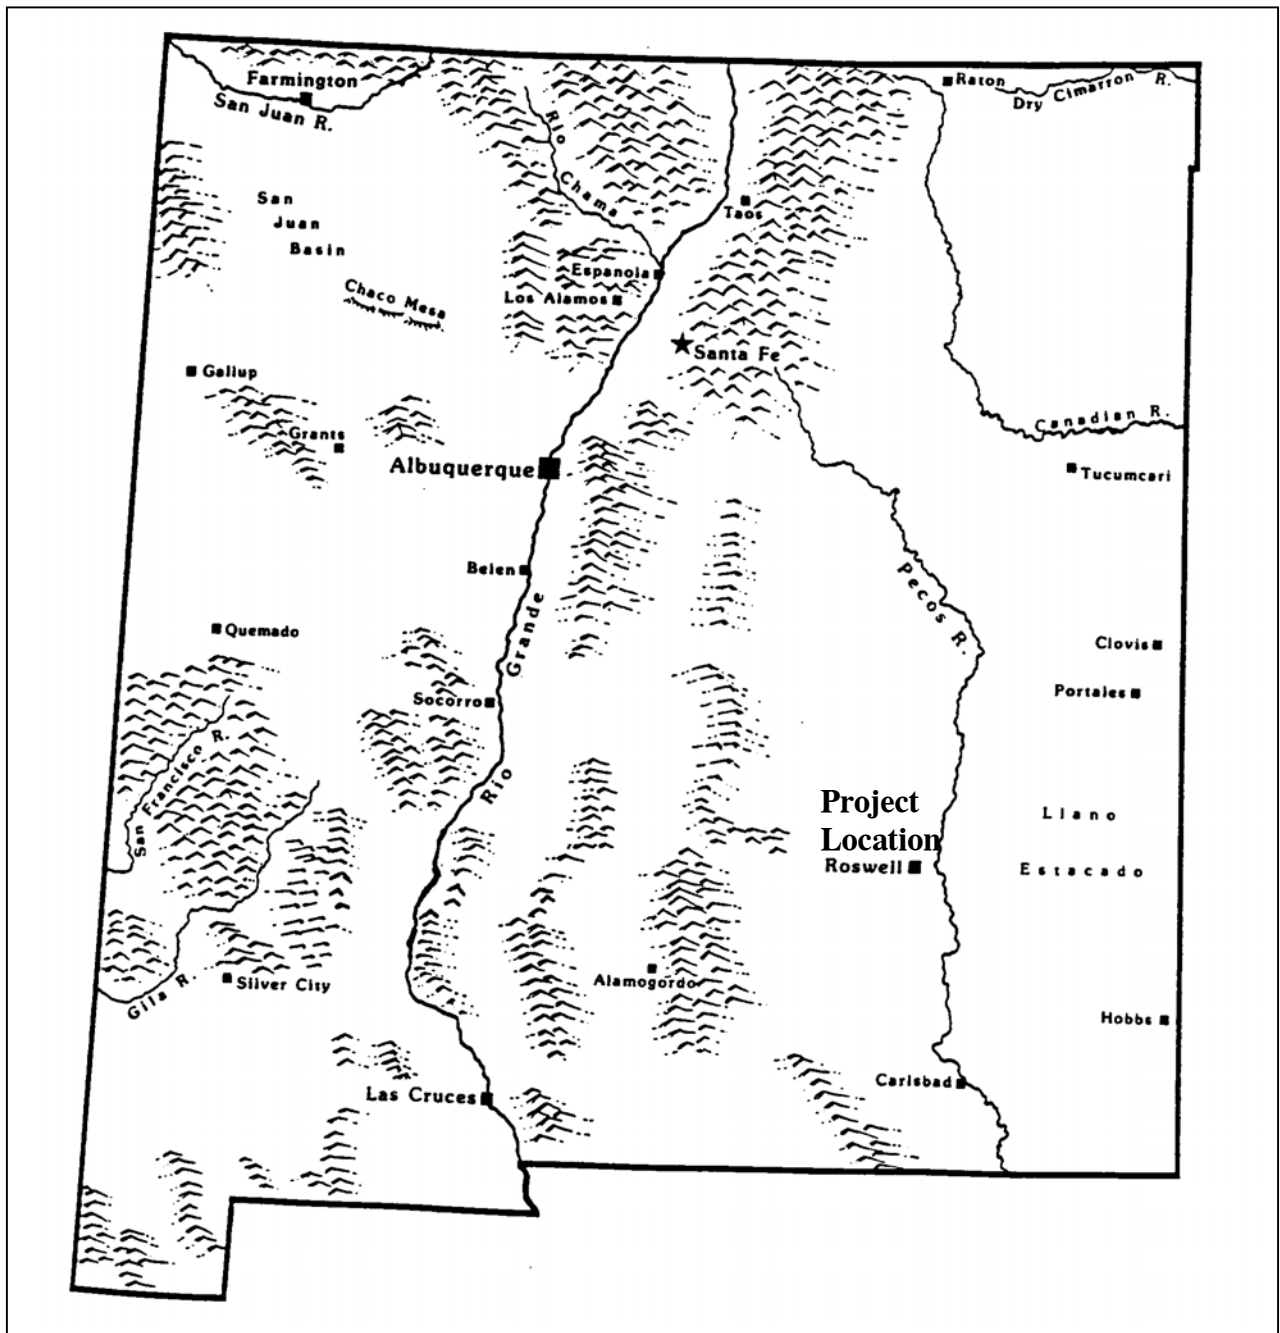 Farmington
San Juan R.
Raton
Dry Cimarron R.
Rio
Chama
San
Juan
Basin
Taos
Espanola
Chaco Mesa
Los Alamos
Santa Fe
Gallup
Grants
Canadian R.
Albuquerque
Tucumcari
Belen
Pecos R.
Rio Grande
Quemado
Clovis
Socorro
Portales
San Francisco R.
Project
Location
Llano
Roswell
Estacado
Gila R.
Silver City
Alamogordo
Hobbs
Carlsbad
Las Cruces